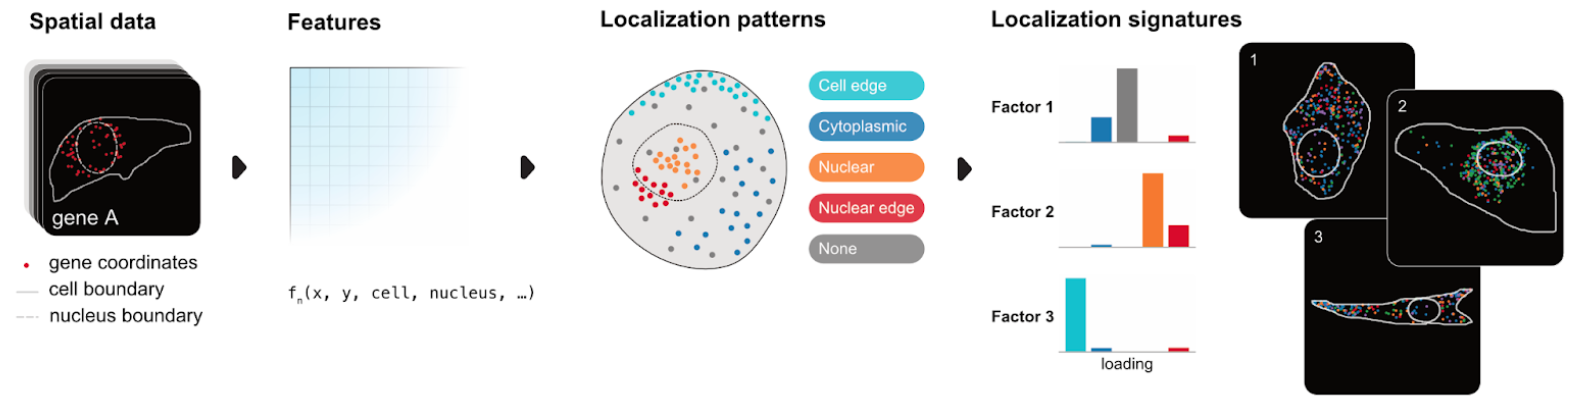 Spatial data
gene A
gene coordinates
cell boundary
nucleus boundary
Features
fn(x, y, cell, nucleus, …)
Localization patterns
Cell edge
Cytoplasmic
Nuclear
Nuclear edge
None
Localization signatures
Factor 1
Factor 2
Factor 3
loading
1
2
3